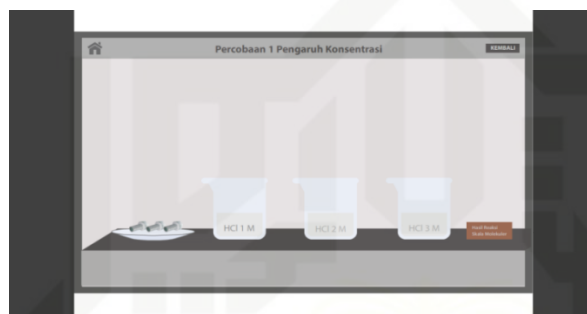 Percobaan 1 Pengaruh Konsentrasi
KEMBALI
HCl 1 M
HCl 2 M
HCl 3 M